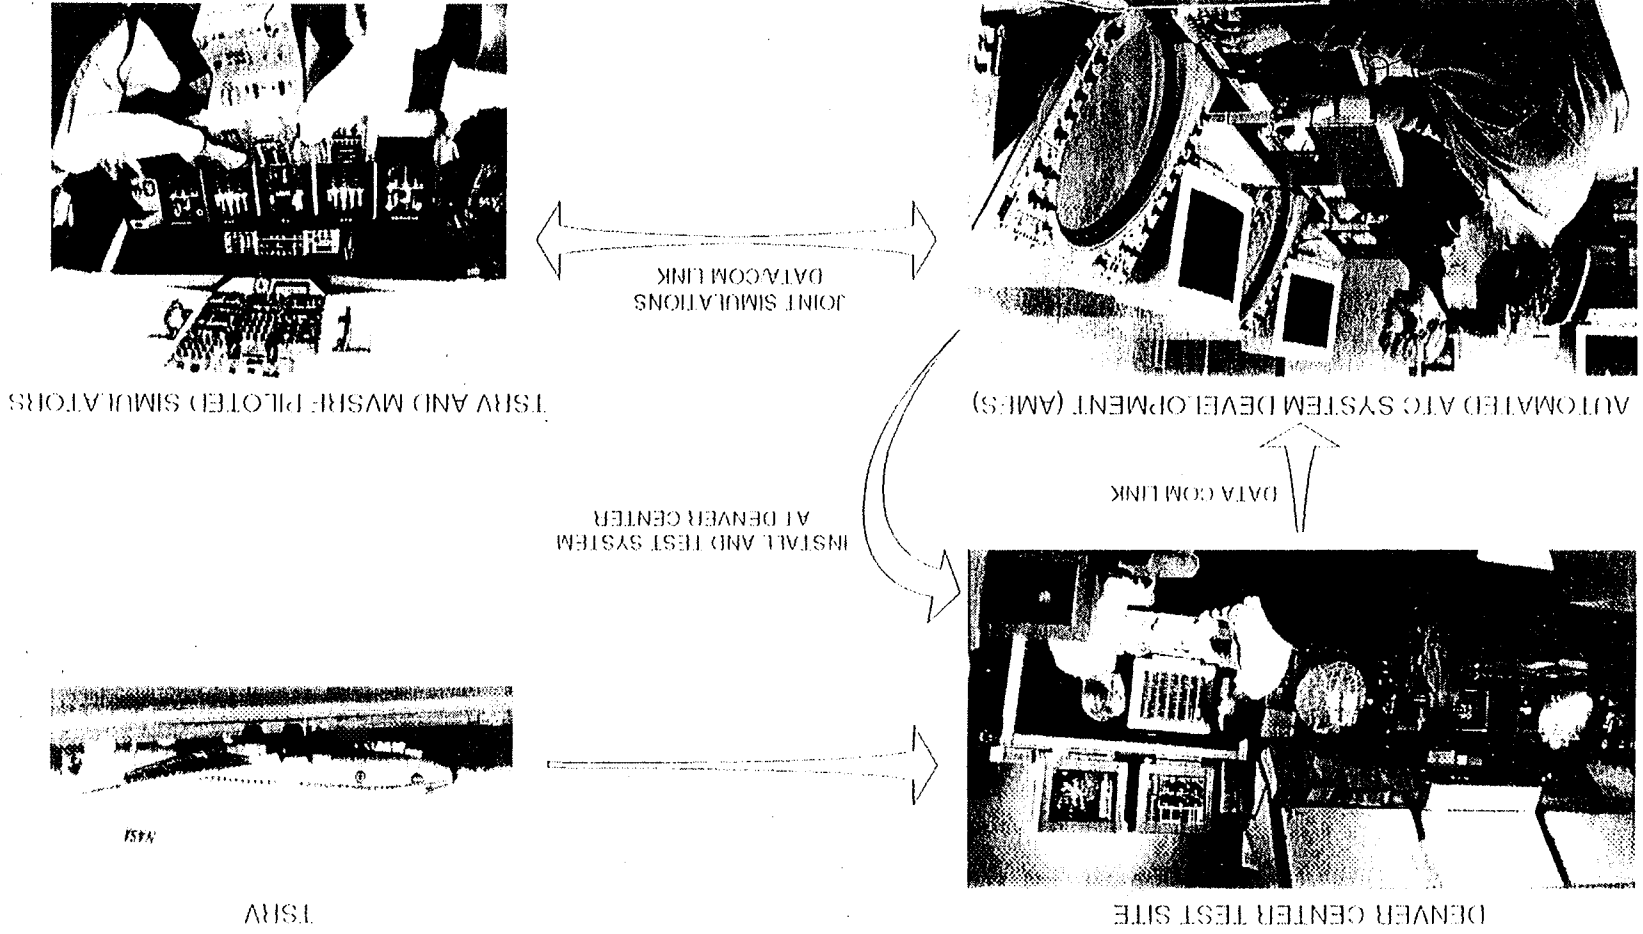 DENVER CENTER TEST SITE
TSRV
NASA
INSTALL AND TEST SYSTEM
AT DENVER CENTER
DATA COM LINK
AUTOMATED ATC SYSTEM DEVELOPMENT (AMES)
TSRV AND MVSRF PILOTED SIMULATORS
JOINT SIMULATIONS
DATA/COM LINK